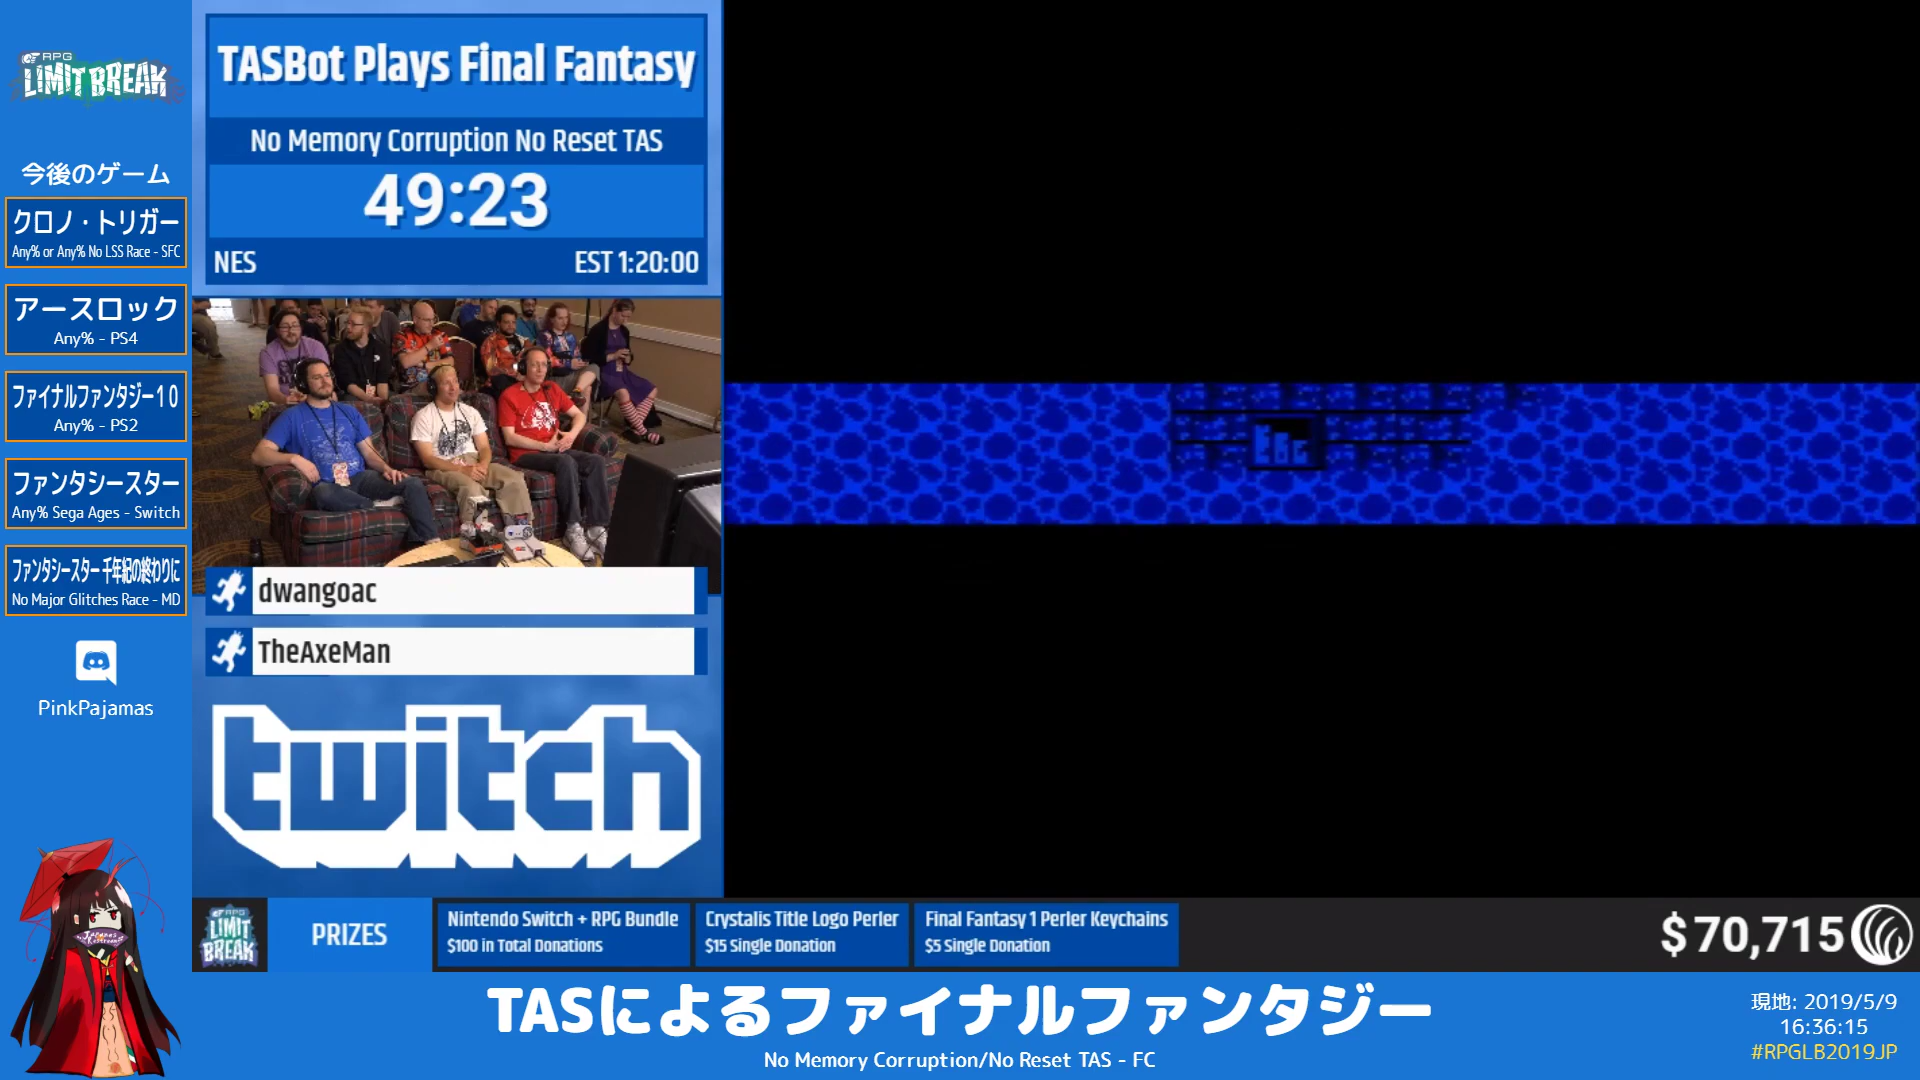 RPG
LIMIT BREAK
今後のゲーム
クロノ・トリガー
Any% or Any% No LSS Race - SFC
アースロック
Any% - PS4
ファイナルファンタジー10
Any% - PS2
ファンタシースター
Any% Sega Ages - Switch
ファンタシースター 千年紀の終わりに
No Major Glitches Race - MD
PinkPajamas
TASBot Plays Final Fantasy
No Memory Corruption No Reset TAS
49:23
NES
EST 1:20:00
dwangoac
TheAxeMan
twitch
RPG
LIMIT
BREAK
PRIZES
Nintendo Switch + RPG Bundle
$100 in Total Donations
Crystalis Title Logo Perler
$15 Single Donation
Final Fantasy 1 Perler Keychains
$5 Single Donation
$70,715
TASによるファイナルファンタジー
No Memory Corruption/No Reset TAS - FC
現地: 2019/5/9
16:36:15
#RPGLB2019JP